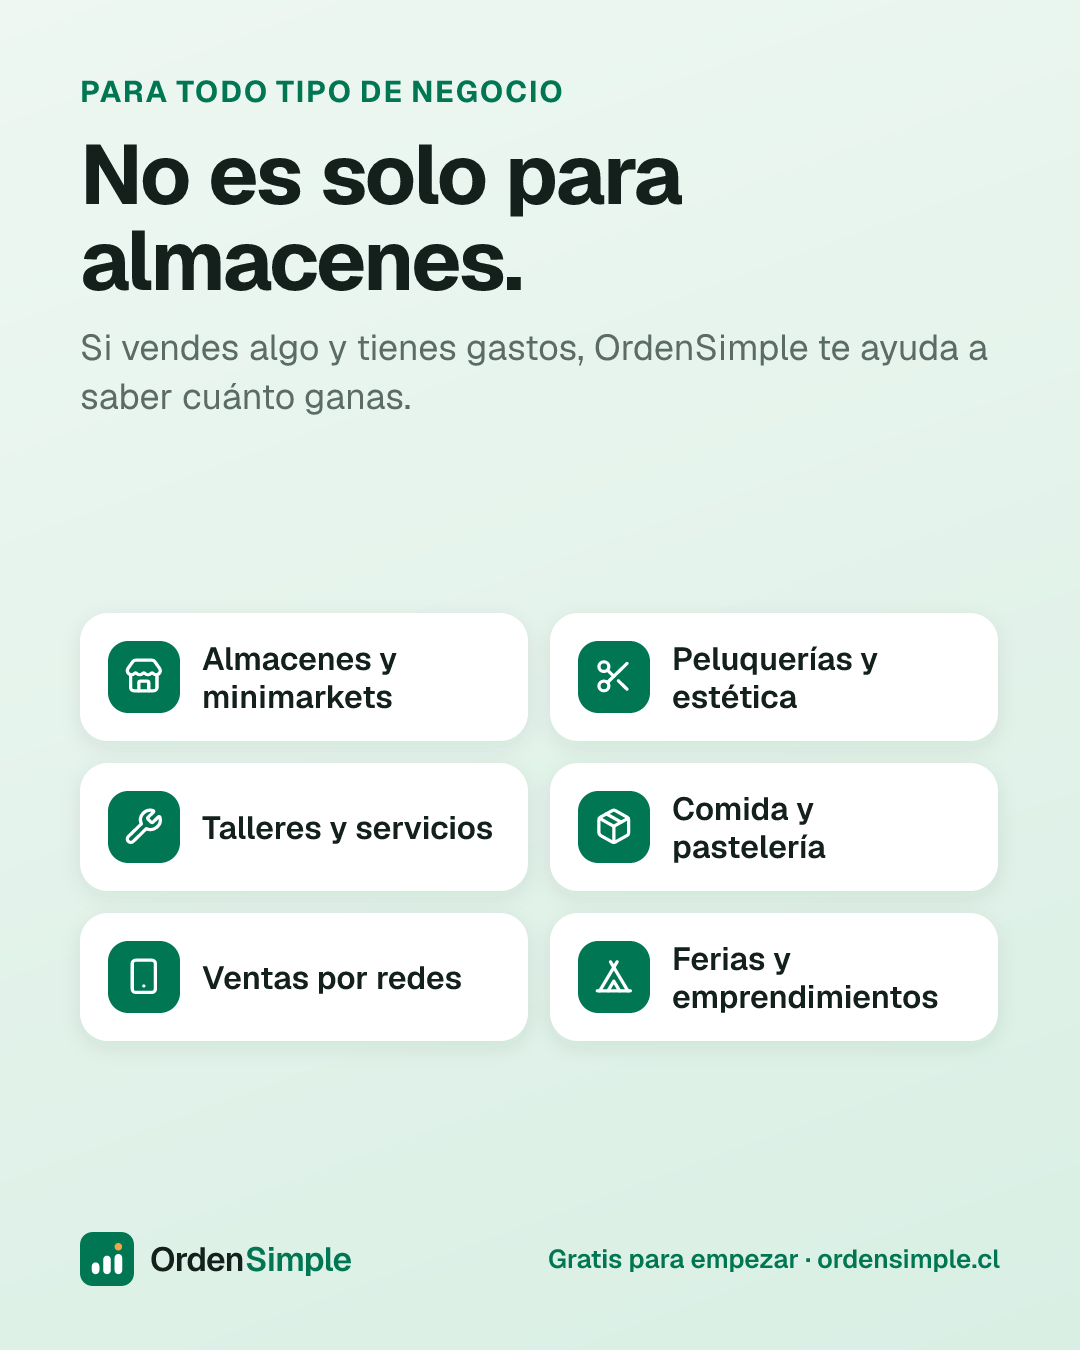 PARA TODO TIPO DE NEGOCIO
No es solo para
almacenes.
Si vendes algo y tienes gastos, OrdenSimple te ayuda a
saber cuánto ganas.
Almacenes y
minimarkets
Peluquerías y
estética
Talleres y servicios
Comida y
pastelería
Ventas por redes
Ferias y
emprendimientos
OrdenSimple
Gratis para empezar · ordensimple.cl